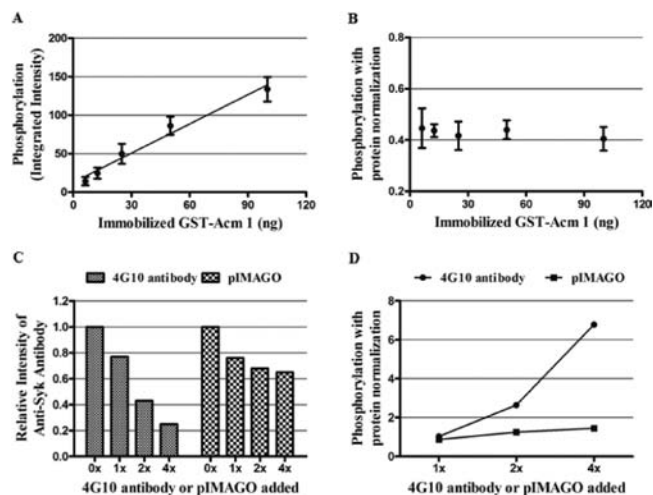 A
Phosphorylation
(Integrated Intensity)
200
150
100
50
0
0
30
60
90
120
Immobilized GST-Acm 1 (ng)
B
Phosphorylation with
protein normalization
0.8
0.6
0.4
0.2
0
30
60
90
120
Immobilized GST-Acm 1 (ng)
C
4G10 antibody
pIMAGO
Relative Intensity of
Anti-Syk Antibody
1.2
1.0
0.8
0.6
0.4
0.2
0.0
0x 1x 2x 4x
0x 1x 2x 4x
4G10 antibody or pIMAGO added
D
4G10 antibody
pIMAGO
Phosphorylation with
protein normalization
8
6
4
2
0
1x
2x
4x
4G10 antibody or pIMAGO added